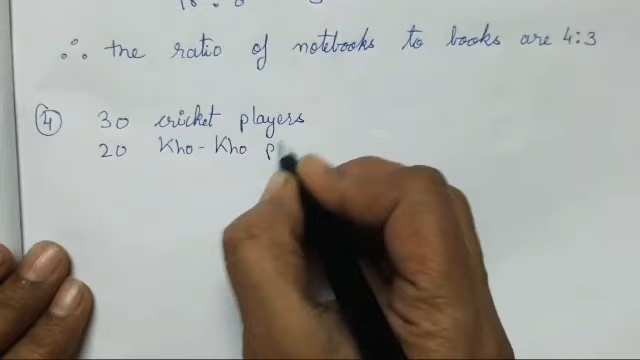 ∴ the ratio of notebooks to books are 4:3
④ 30 cricket players
20 Kho-Kho p